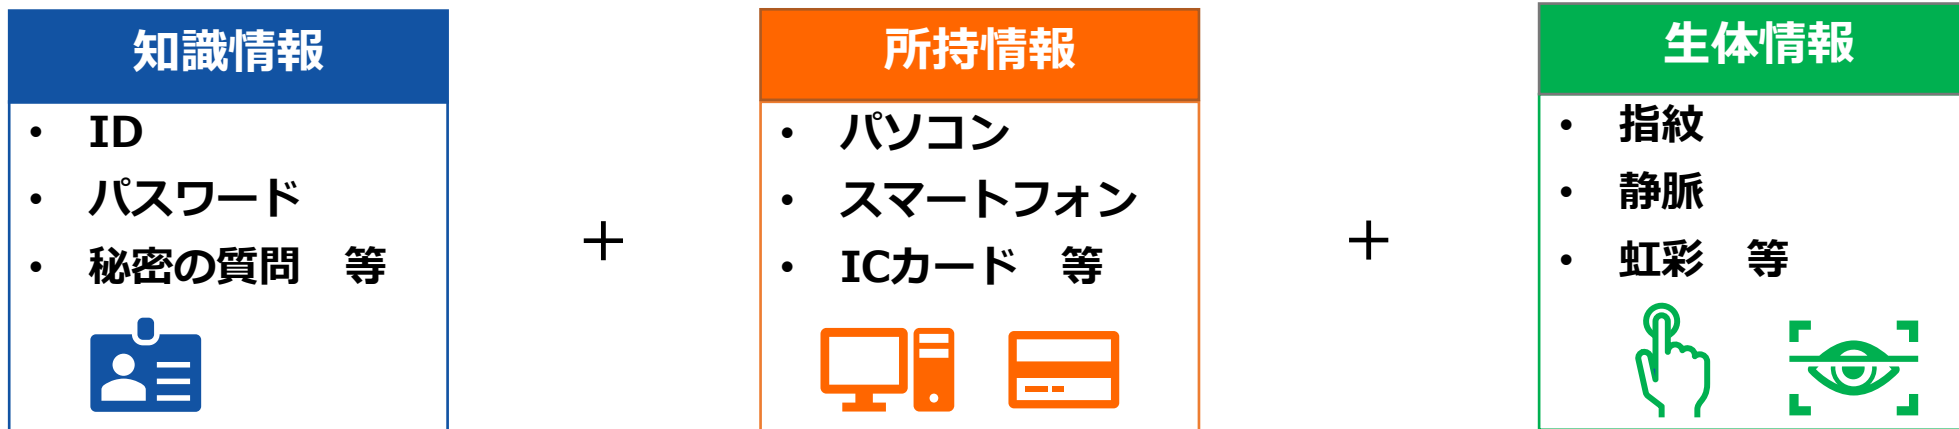 知識情報
• ID
• パスワード
• 秘密の質問　等
＋
所持情報
• パソコン
• スマートフォン
• ICカード　等
＋
生体情報
• 指紋
• 静脈
• 虹彩　等